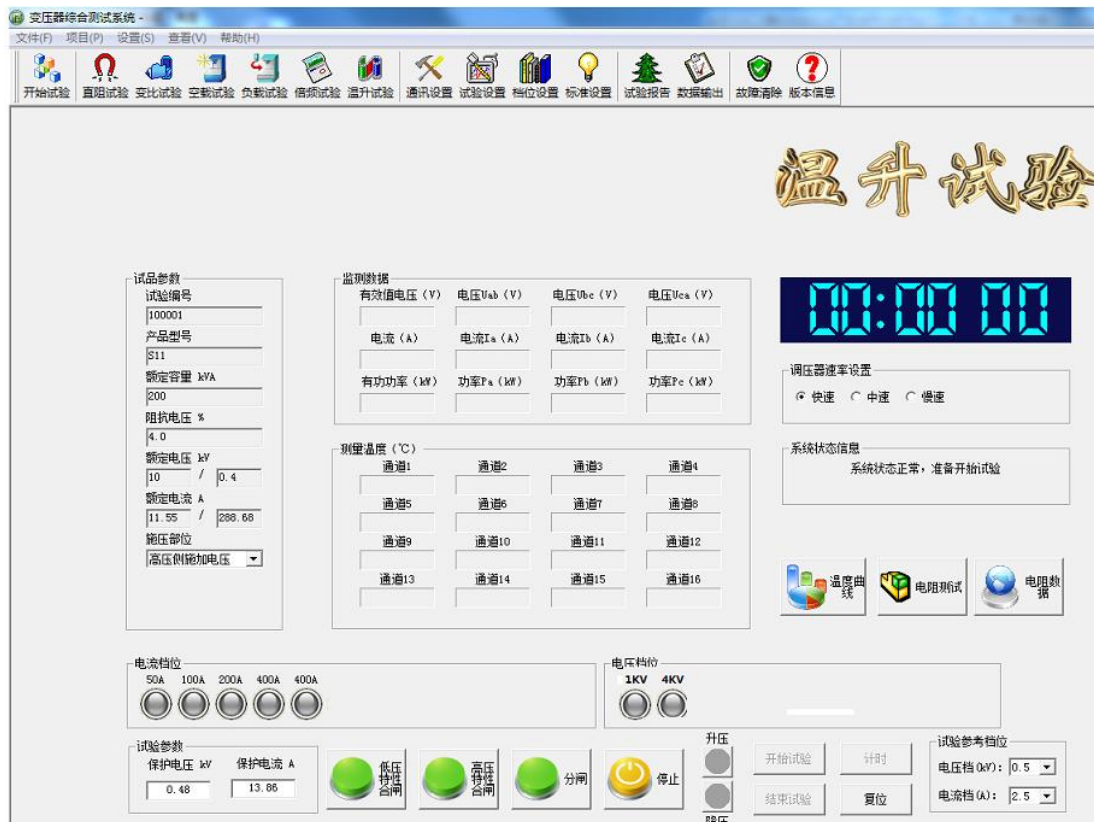 变压器综合测试系统 -
文件(F) 项目(P) 设置(S) 查看(V) 帮助(H)
开始试验 直阻试验 变比试验 空载试验 负载试验 倍频试验 温升试验 通讯设置 试验设置 档位设置 标准设置 试验报告 数据输出 故障清除 版本信息
温升试验
试品参数
试验编号
100001
产品型号
S11
额定容量 kVA
200
阻抗电压 %
4.0
额定电压 kV
10 / 0.4
额定电流 A
11.55 / 288.68
施压部位
高压侧施加电压
监测数据
有效值电压(V) 电压Uab(V) 电压Ubc(V) 电压Uca(V)
电流(A) 电流Ia(A) 电流Ib(A) 电流Ic(A)
有功功率(kW) 功率Pa(kW) 功率Pb(kW) 功率Pc(kW)
测量温度(℃)
通道1 通道2 通道3 通道4
通道5 通道6 通道7 通道8
通道9 通道10 通道11 通道12
通道13 通道14 通道15 通道16
00:00 00
调压器速率设置
快速 中速 慢速
系统状态信息
系统状态正常，准备开始试验
温度曲线
电阻测试
电阻数据
电流档位
50A 100A 200A 400A 400A
电压档位
1KV 4KV
试验参数
保护电压 kV 保护电流 A
0.48 13.86
低压特性合闸
高压特性合闸
分闸
停止
升压
降压
开始试验 计时
结束试验 复位
试验参考档位
电压档(kV): 0.5
电流档(A): 2.5